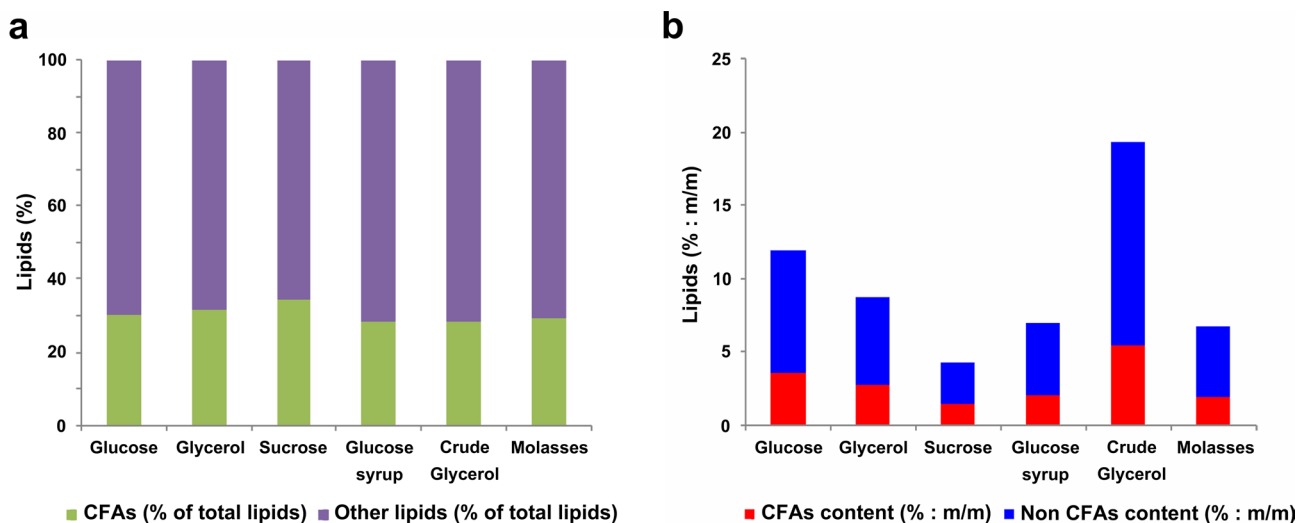 a
100
80
60
40
20
0
Lipids (%)
Glucose Glycerol Sucrose Glucose syrup Crude Glycerol Molasses
CFAs (% of total lipids) Other lipids (% of total lipids)
b
25
20
15
10
5
0
Lipids (% : m/m)
Glucose Glycerol Sucrose Glucose syrup Crude Glycerol Molasses
CFAs content (% : m/m) Non CFAs content (% : m/m)